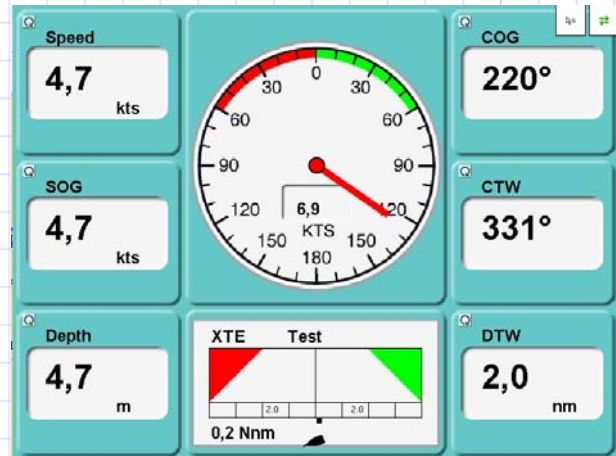 Speed
4,7
kts
SOG
4,7
kts
Depth
4,7
m
0
30 30
60 60
90 90
120 120
150 150
180
6,9
KTS
XTE Test
2.0 2.0
0,2 Nnm
COG
220°
CTW
331°
DTW
2,0
nm